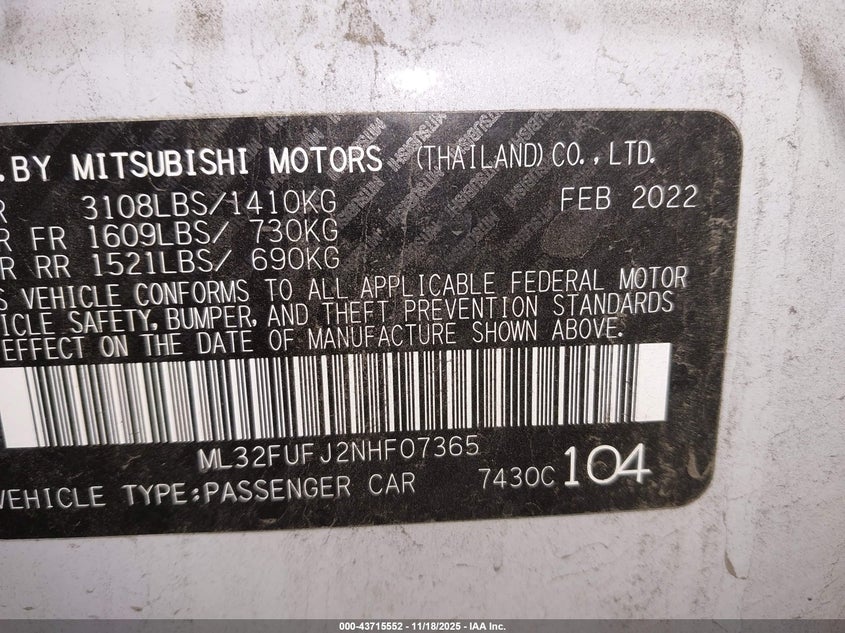 .BY MITSUBISHI MOTORS (THAILAND) CO., LTD.
R 3108LBS/1410KG FEB 2022
R FR 1609LBS/ 730KG
R RR 1521LBS/ 690KG
S VEHICLE CONFORMS TO ALL APPLICABLE FEDERAL MOTOR
ICLE SAFETY, BUMPER, AND THEFT PREVENTION STANDARDS
EFFECT ON THE DATE OF MANUFACTURE SHOWN ABOVE.
ML32FUFJ2NHF07365
VEHICLE TYPE:PASSENGER CAR 7430C 104
000-43715552 - 11/18/2025 - IAA Inc.